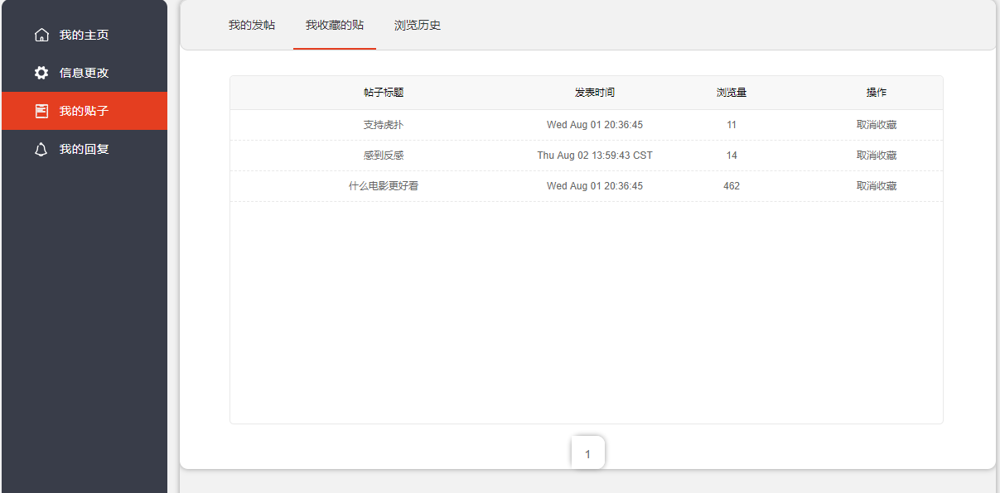 我的主页
信息更改
我的贴子
我的回复
我的发帖 我收藏的贴 浏览历史
帖子标题 发表时间 浏览量 操作
支持虎扑 Wed Aug 01 20:36:45 11 取消收藏
感到反感 Thu Aug 02 13:59:43 CST 14 取消收藏
什么电影更好看 Wed Aug 01 20:36:45 462 取消收藏
1